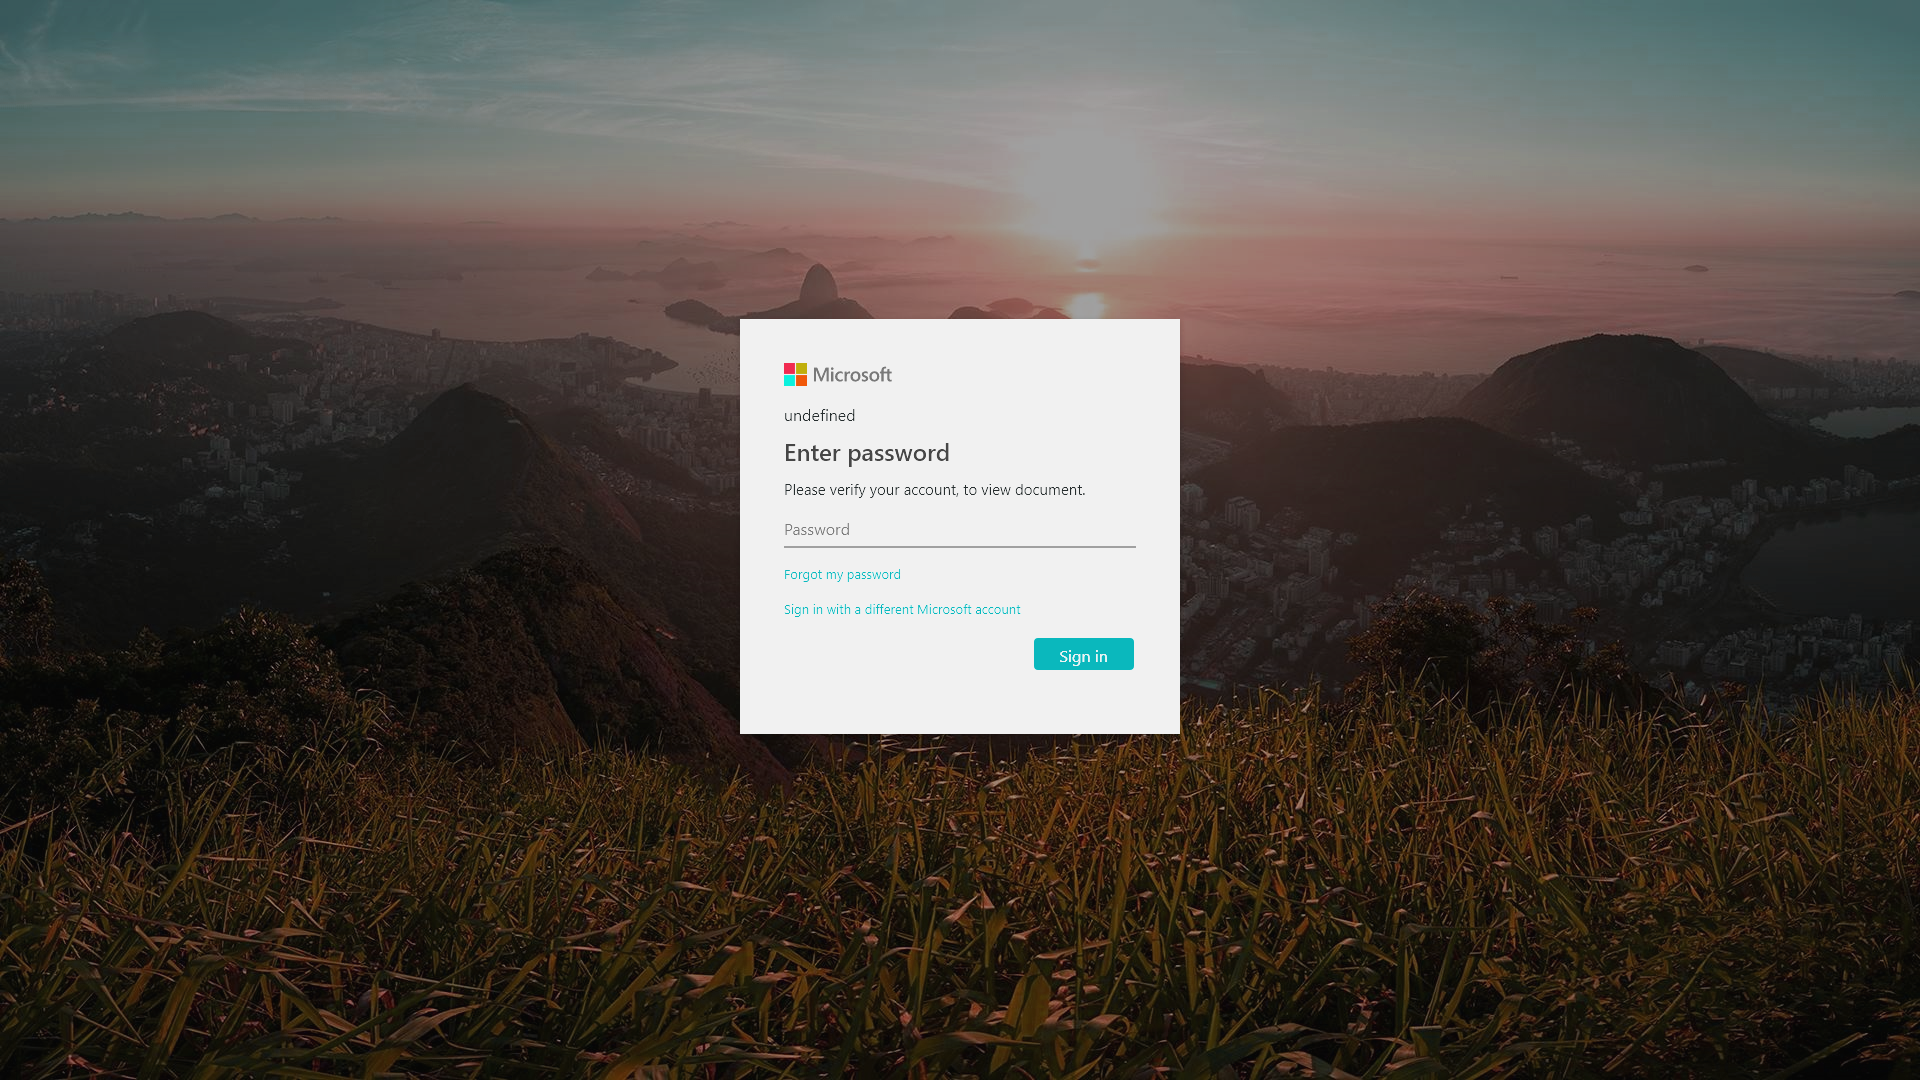 Microsoft
undefined
Enter password
Please verify your account, to view document.
Password
Forgot my password
Sign in with a different Microsoft account
Sign in